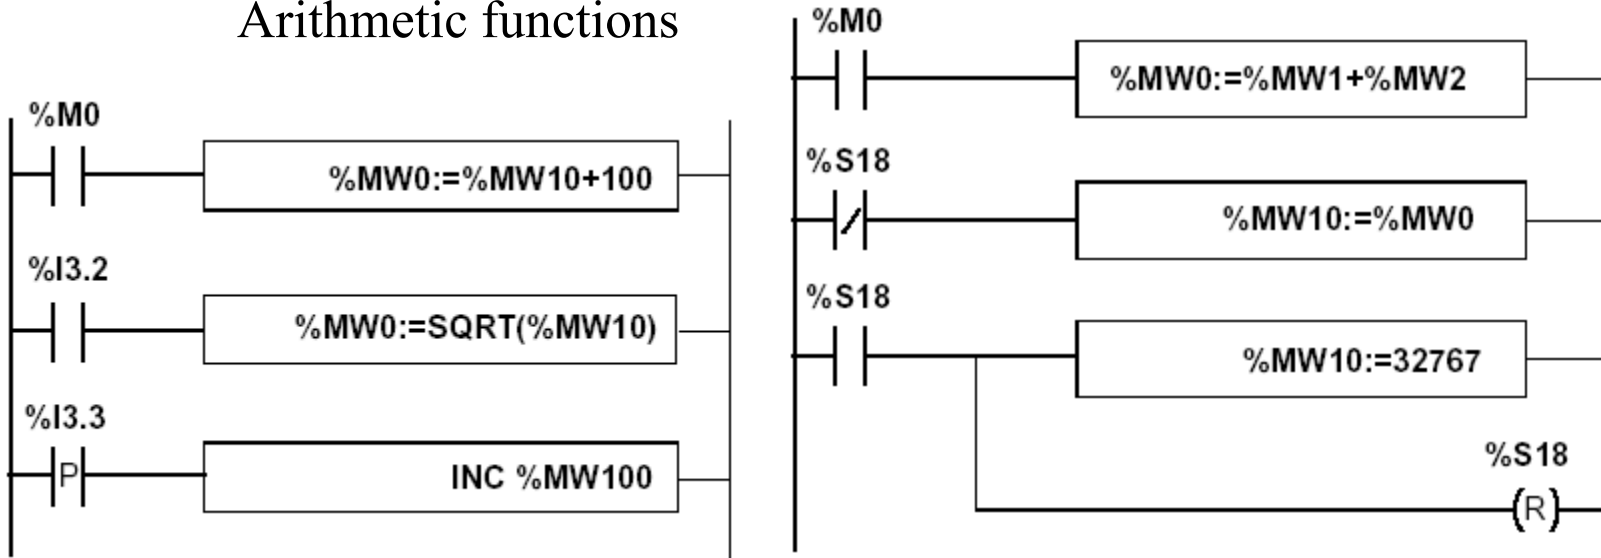 Arithmetic functions
%M0
%MW0:=%MW10+100
%I3.2
%MW0:=SQRT(%MW10)
%I3.3
P
INC %MW100
%M0
%MW0:=%MW1+%MW2
%S18
%MW10:=%MW0
%S18
%MW10:=32767
%S18
(R)